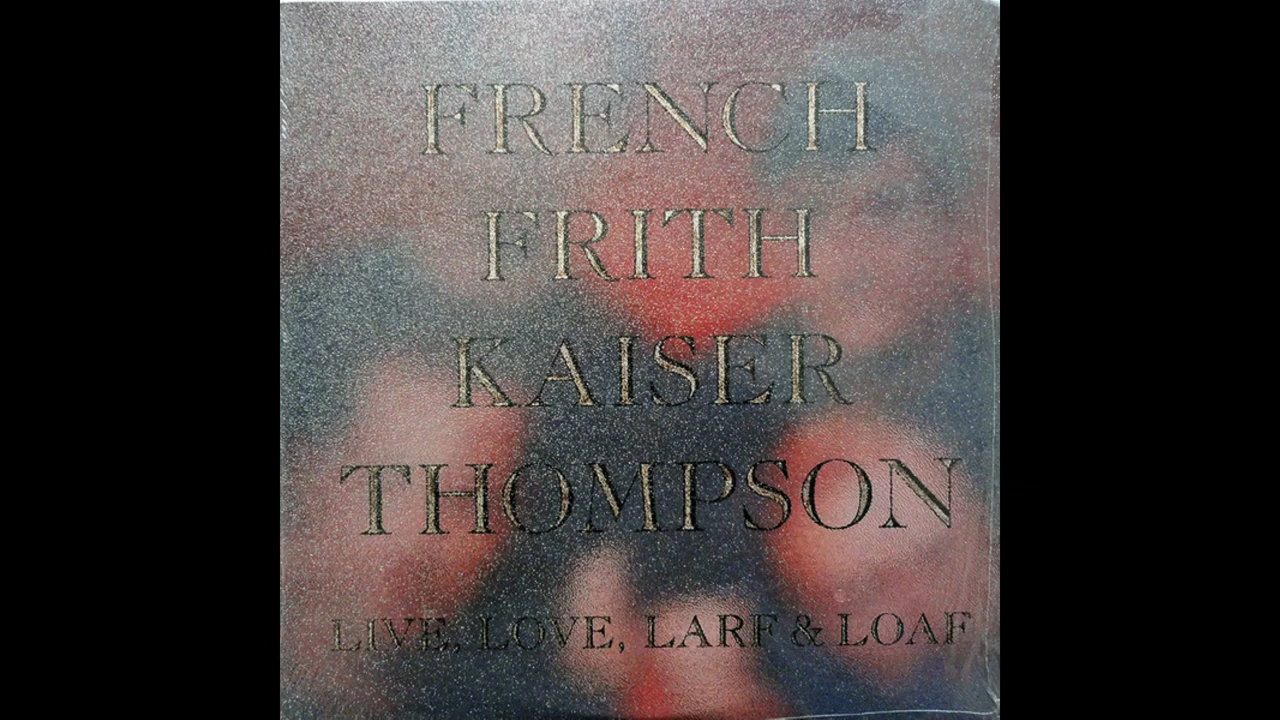 FRENCH
FRITH
KAISER
THOMPSON
LIVE, LOVE, LARF & LOAF